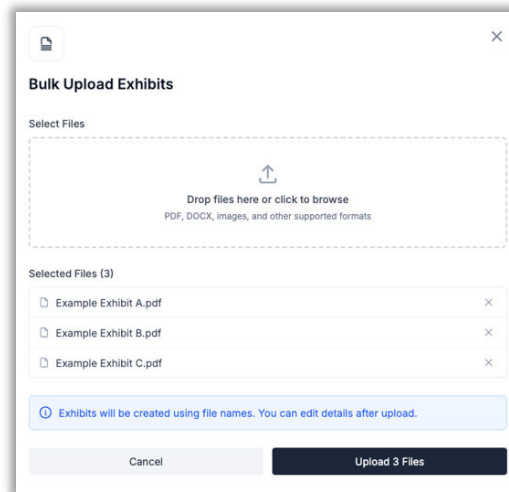 Bulk Upload Exhibits
Select Files
Drop files here or click to browse
PDF, DOCX, images, and other supported formats
Selected Files (3)
Example Exhibit A.pdf
Example Exhibit B.pdf
Example Exhibit C.pdf
Exhibits will be created using file names. You can edit details after upload.
Cancel
Upload 3 Files